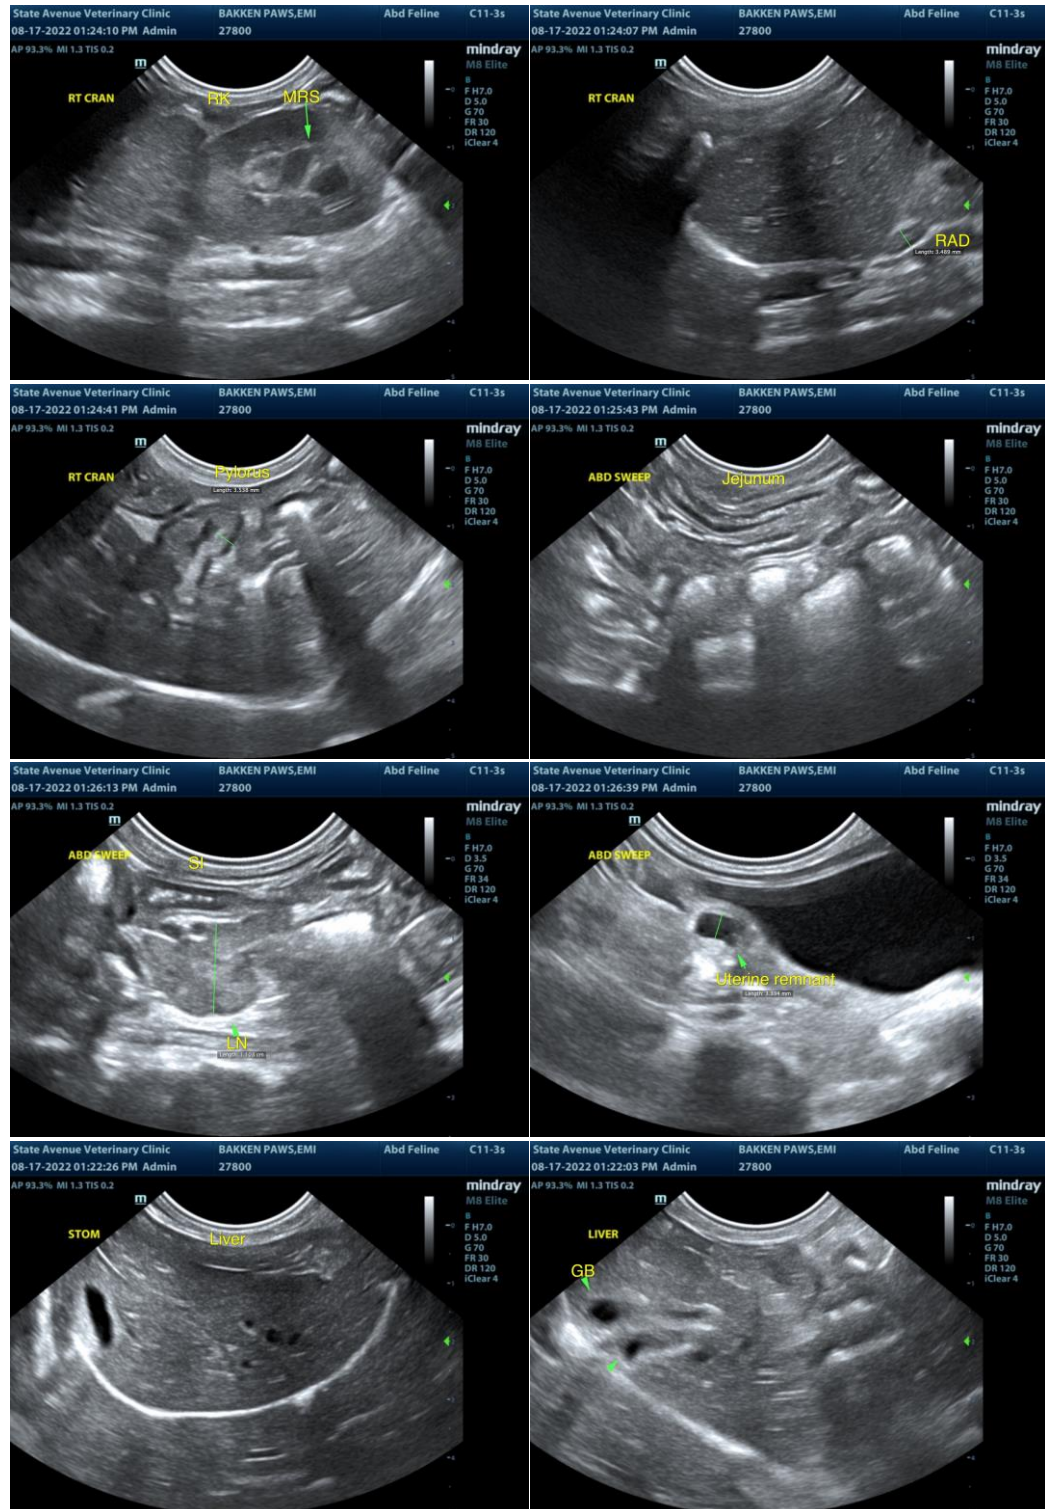 State Avenue Veterinary Clinic BAKKEN PAWS,EMI Abd Feline C11-3s
08-17-2022 01:24:10 PM Admin 27800
AP 93.3% MI 1.3 TIS 0.2 mindray
m M8 Elite
RT CRAN RK MRS
B
F H7.0
D 5.0
G 70
FR 30
DR 120
iClear 4
State Avenue Veterinary Clinic BAKKEN PAWS,EMI Abd Feline C11-3s
08-17-2022 01:24:07 PM Admin 27800
AP 93.3% MI 1.3 TIS 0.2 mindray
m M8 Elite
RT CRAN
B
F H7.0
D 5.0
G 70
FR 30
DR 120
iClear 4
RAD
Length: 3.489 mm
State Avenue Veterinary Clinic BAKKEN PAWS,EMI Abd Feline C11-3s
08-17-2022 01:24:41 PM Admin 27800
AP 93.3% MI 1.3 TIS 0.2 mindray
m M8 Elite
RT CRAN Pylorus
Length: 3.538 mm
B
F H7.0
D 5.0
G 70
FR 30
DR 120
iClear 4
State Avenue Veterinary Clinic BAKKEN PAWS,EMI Abd Feline C11-3s
08-17-2022 01:25:43 PM Admin 27800
AP 93.3% MI 1.3 TIS 0.2 mindray
m M8 Elite
ABD SWEEP Jejunum
B
F H7.0
D 5.0
G 70
FR 30
DR 120
iClear 4
State Avenue Veterinary Clinic BAKKEN PAWS,EMI Abd Feline C11-3s
08-17-2022 01:26:13 PM Admin 27800
AP 93.3% MI 1.3 TIS 0.2 mindray
m M8 Elite
ABD SWEEP SI
B
F H7.0
D 3.5
G 70
FR 34
DR 120
iClear 4
LN
State Avenue Veterinary Clinic BAKKEN PAWS,EMI Abd Feline C11-3s
08-17-2022 01:26:39 PM Admin 27800
AP 93.3% MI 1.3 TIS 0.2 mindray
m M8 Elite
ABD SWEEP
B
F H7.0
D 3.5
G 70
FR 34
DR 120
iClear 4
Uterine remnant
State Avenue Veterinary Clinic BAKKEN PAWS,EMI Abd Feline C11-3s
08-17-2022 01:22:26 PM Admin 27800
AP 93.3% MI 1.3 TIS 0.2 mindray
m M8 Elite
STOM Liver
B
F H7.0
D 5.0
G 70
FR 30
DR 120
iClear 4
State Avenue Veterinary Clinic BAKKEN PAWS,EMI Abd Feline C11-3s
08-17-2022 01:22:03 PM Admin 27800
AP 93.3% MI 1.3 TIS 0.2 mindray
m M8 Elite
LIVER
B
F H7.0
D 5.0
G 70
FR 30
DR 120
iClear 4
GB